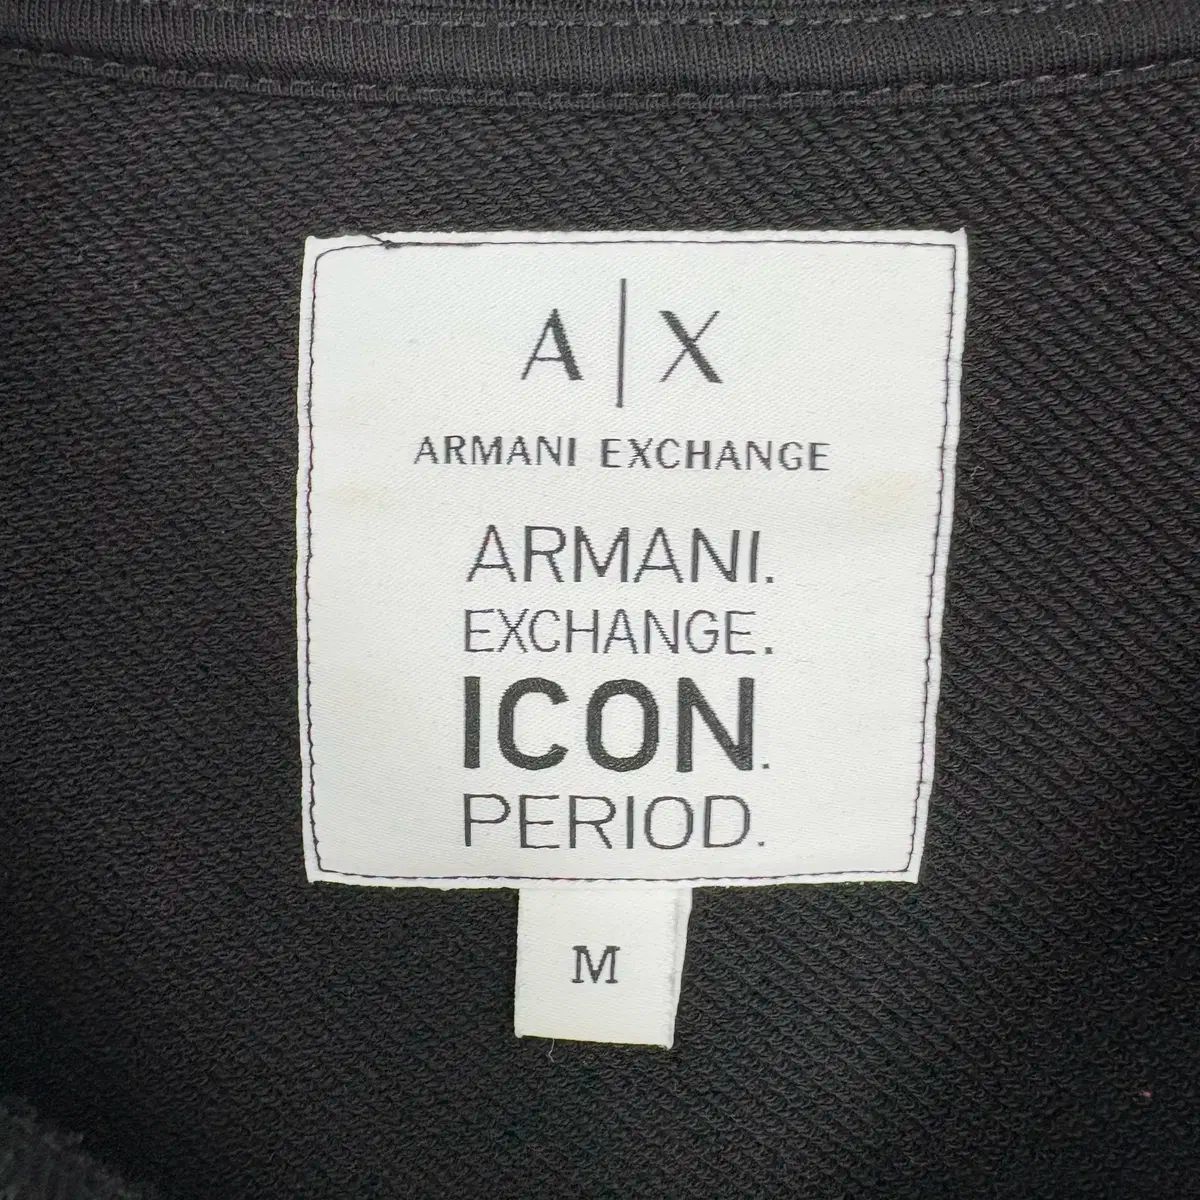 A|X
ARMANI EXCHANGE
ARMANI.
EXCHANGE.
ICON.
PERIOD.
M